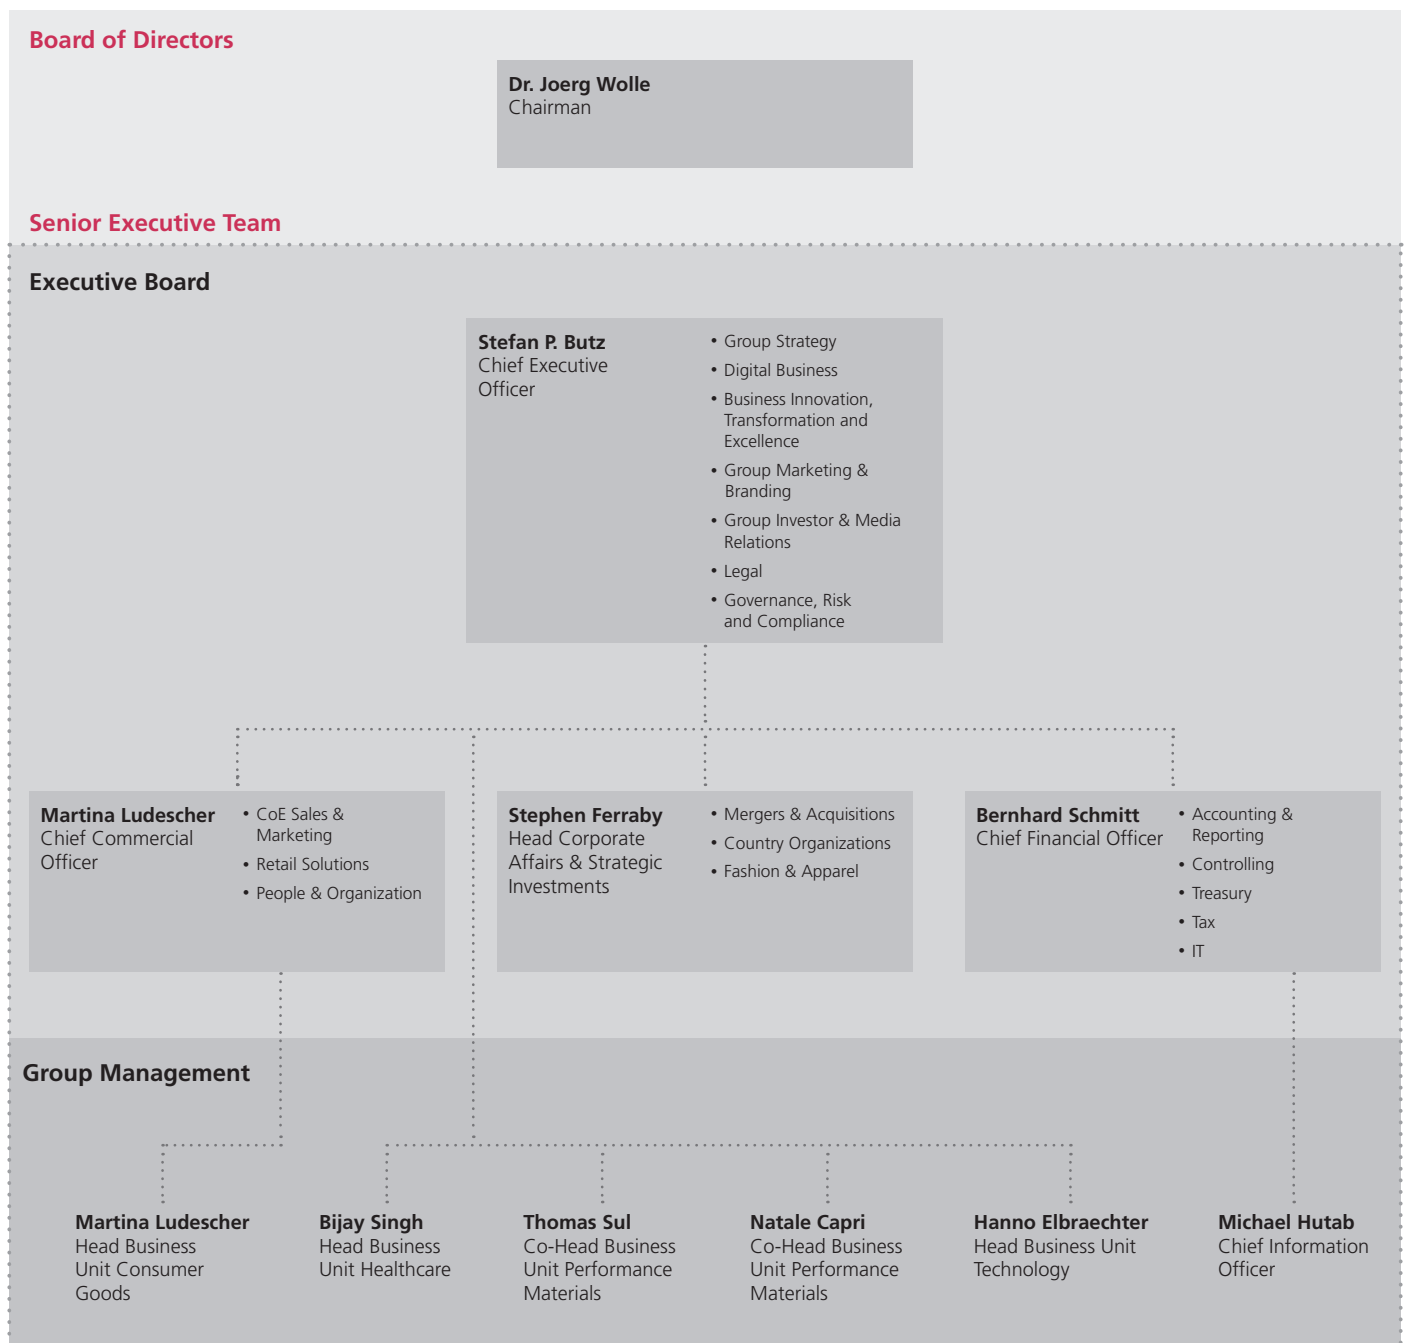 Board of Directors
Dr. Joerg Wolle
Chairman
Senior Executive Team
Executive Board
Stefan P. Butz
Chief Executive
Officer
• Group Strategy
• Digital Business
• Business Innovation,
Transformation and
Excellence
• Group Marketing &
Branding
• Group Investor & Media
Relations
• Legal
• Governance, Risk
and Compliance
Martina Ludescher
Chief Commercial
Officer
• CoE Sales &
Marketing
• Retail Solutions
• People & Organization
Stephen Ferraby
Head Corporate
Affairs & Strategic
Investments
• Mergers & Acquisitions
• Country Organizations
• Fashion & Apparel
Bernhard Schmitt
Chief Financial Officer
• Accounting &
Reporting
• Controlling
• Treasury
• Tax
• IT
Group Management
Martina Ludescher
Head Business
Unit Consumer
Goods
Bijay Singh
Head Business
Unit Healthcare
Thomas Sul
Co-Head Business
Unit Performance
Materials
Natale Capri
Co-Head Business
Unit Performance
Materials
Hanno Elbraechter
Head Business Unit
Technology
Michael Hutab
Chief Information
Officer